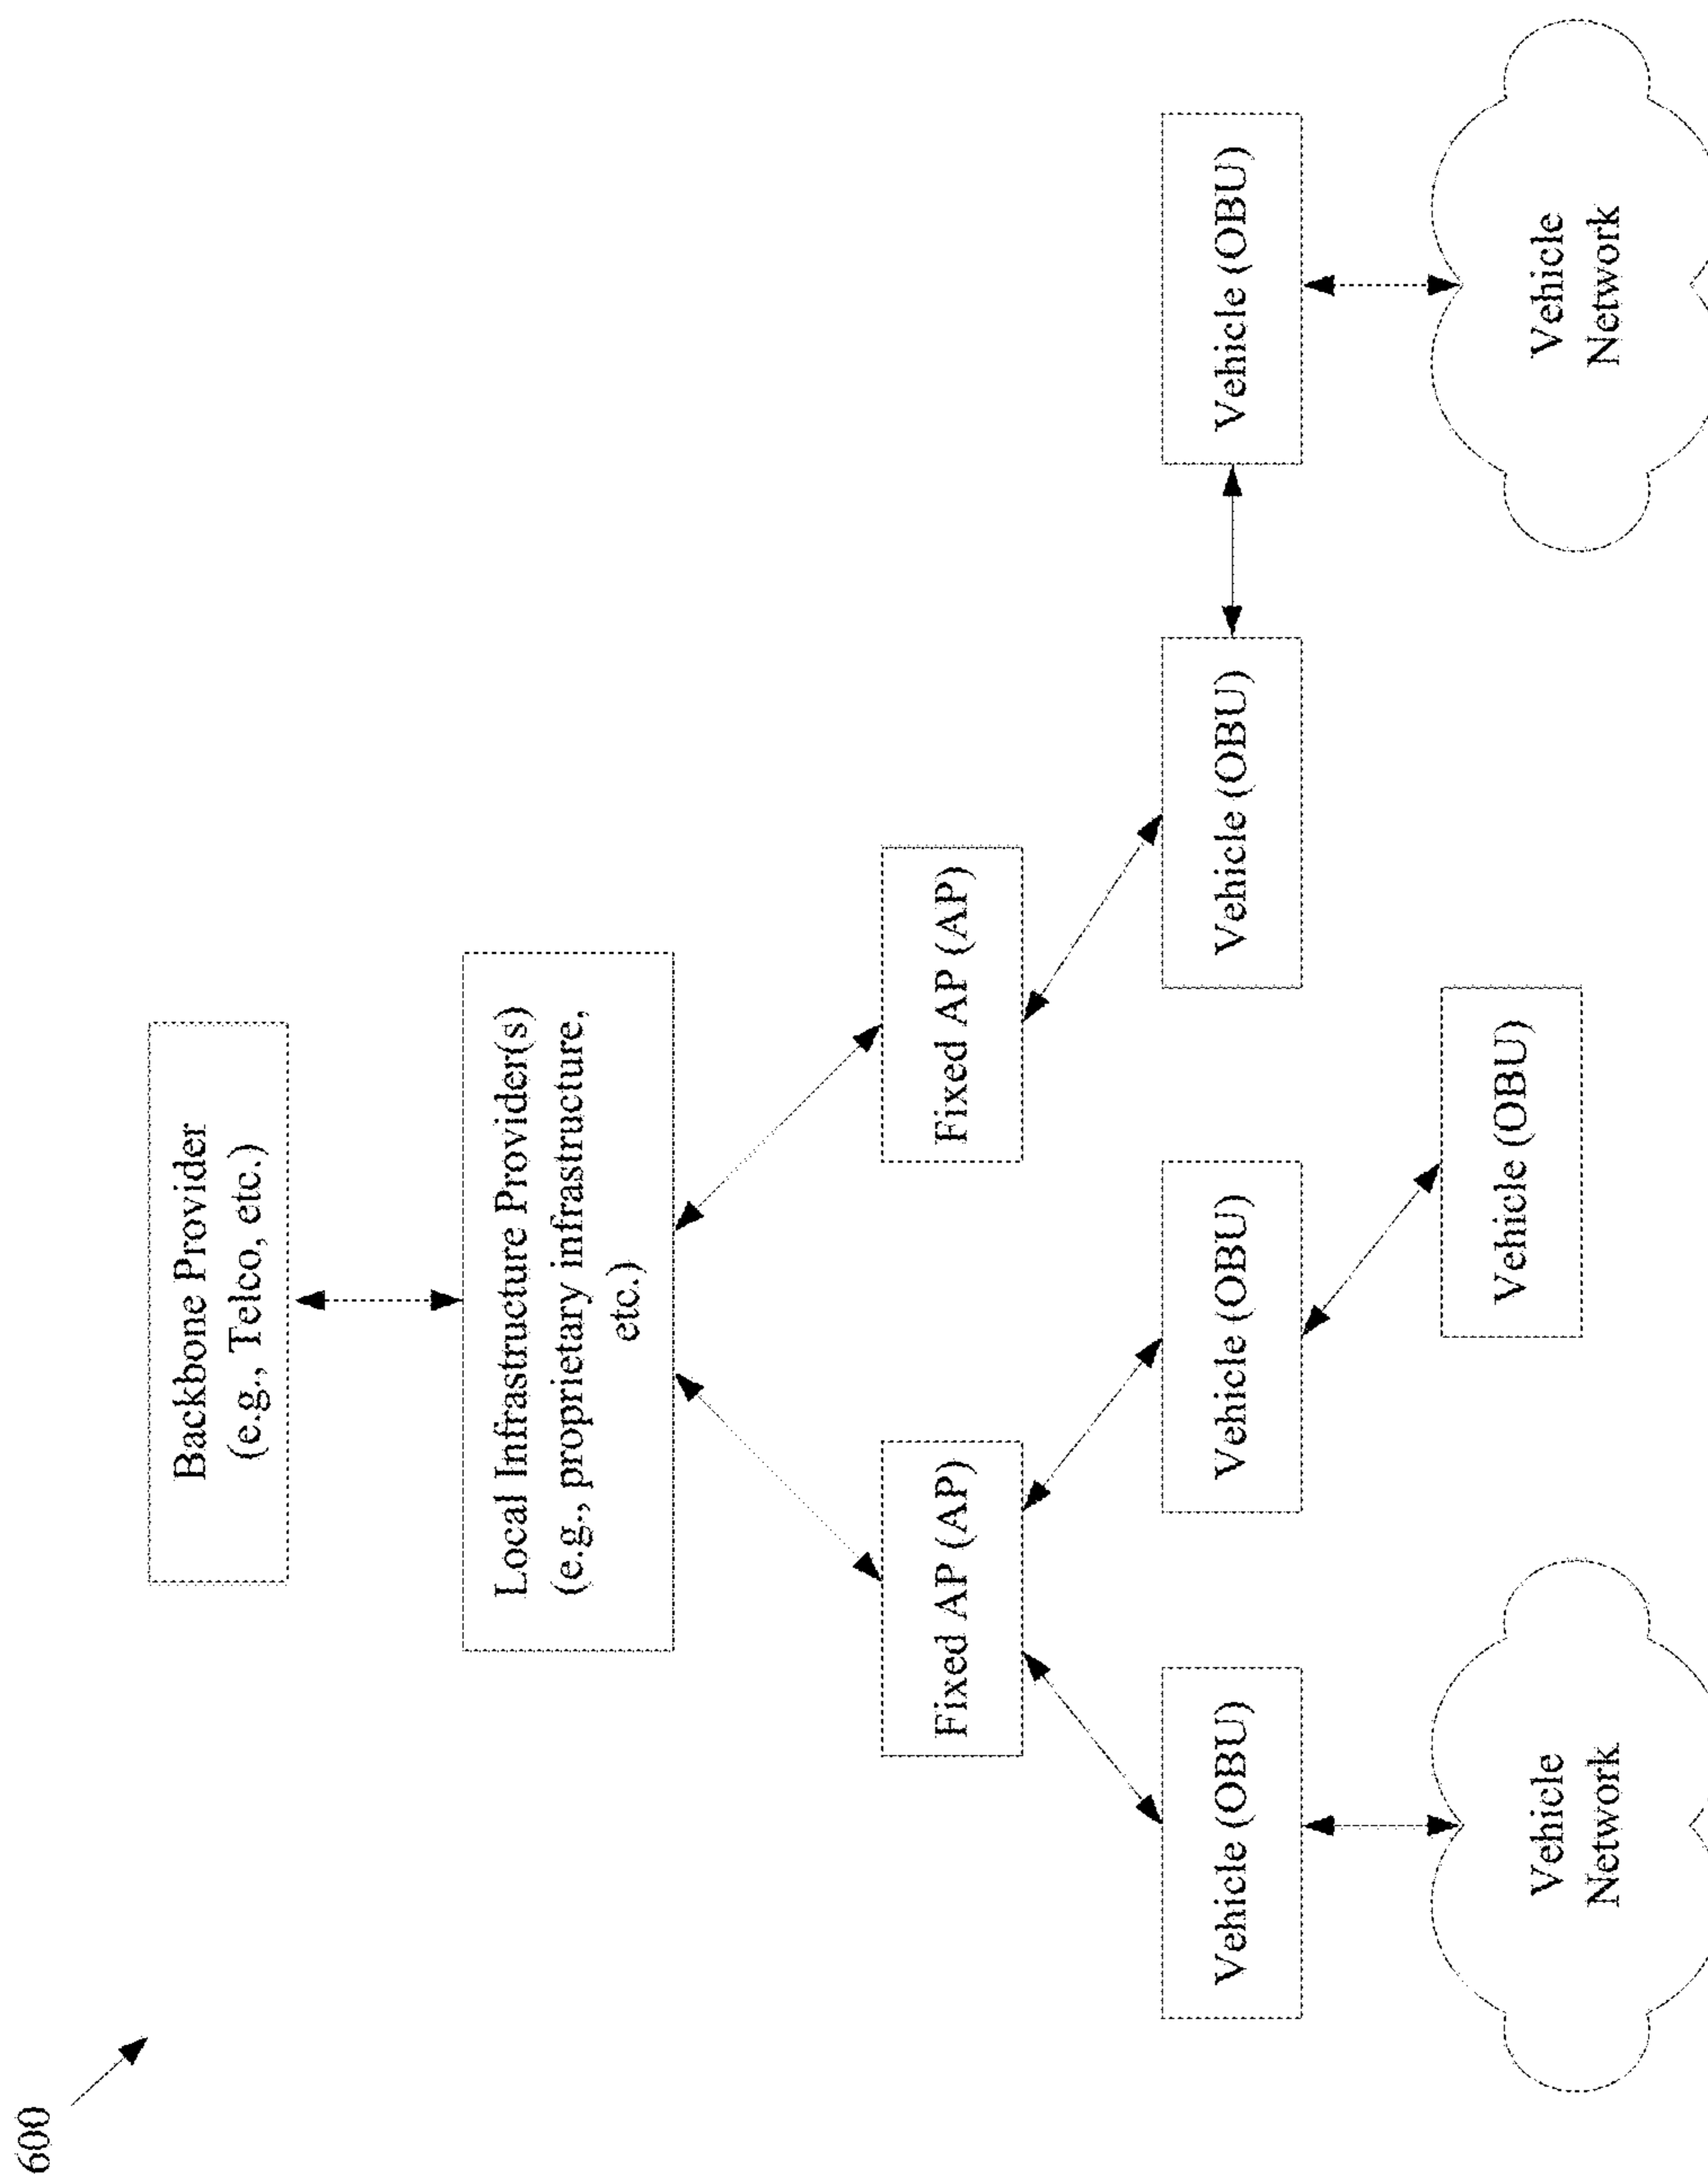 600
Backbone Provider
(e.g., Telco, etc.)
Local Infrastructure Provider(s)
(e.g., proprietary infrastructure,
etc.)
Fixed AP (AP)
Fixed AP (AP)
Vehicle (OBU)
Vehicle (OBU)
Vehicle (OBU)
Vehicle (OBU)
Vehicle (OBU)
Vehicle
Network
Vehicle
Network